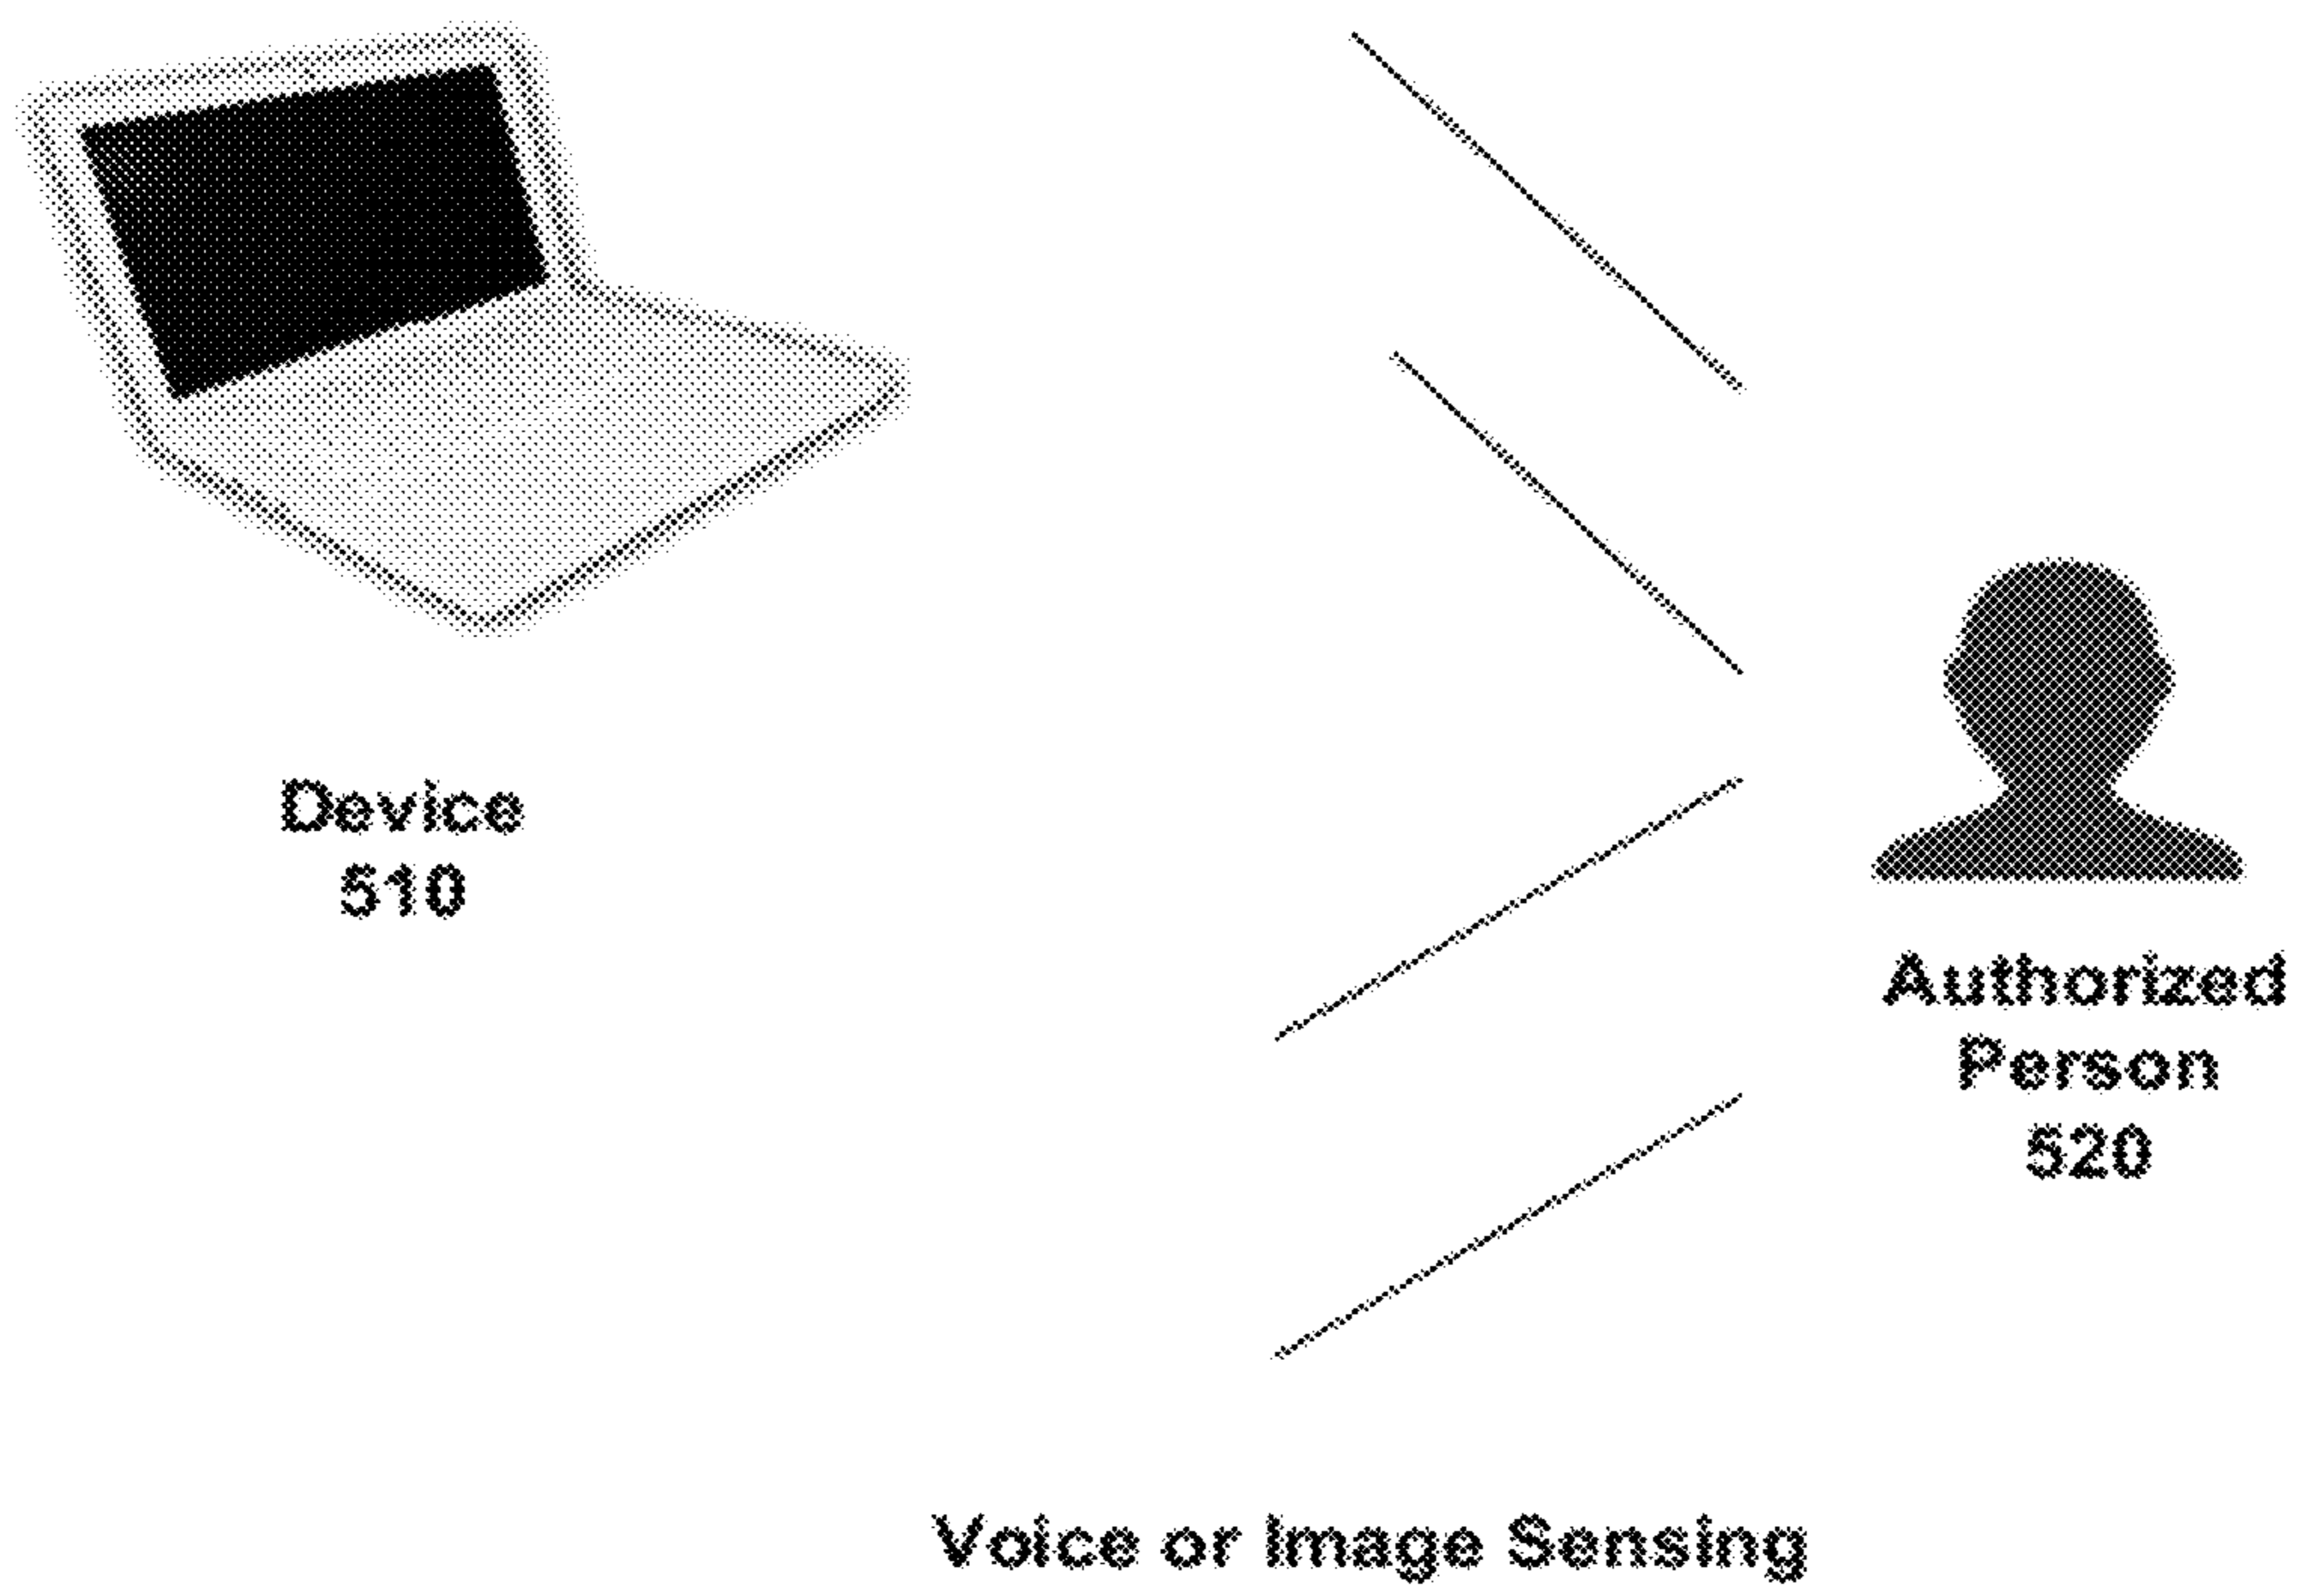 Device
510
Authorized
Person
520
Voice or Image Sensing